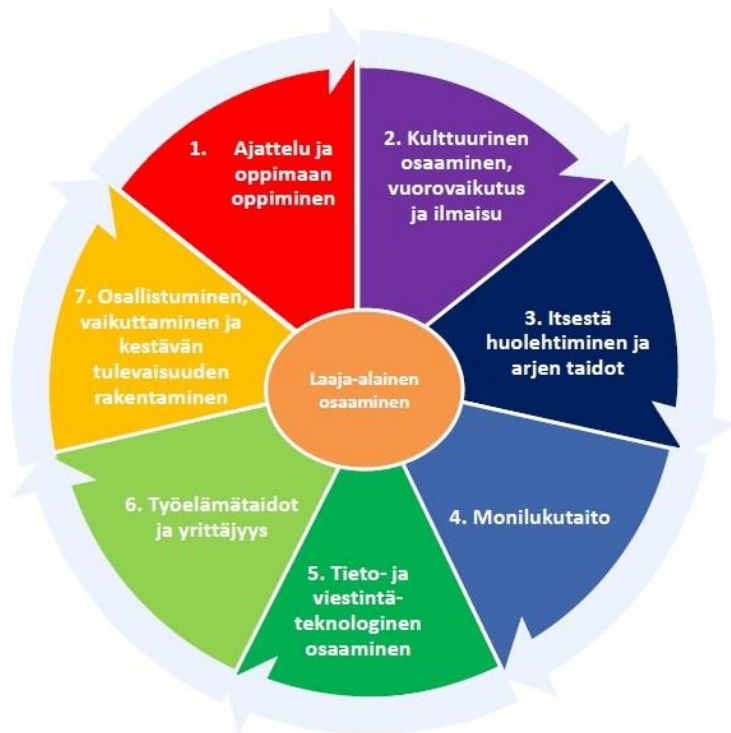 1. Ajattelu ja
oppimaan
oppiminen
2. Kulttuurinen
osaaminen,
vuorovaikutus
ja ilmaisu
3. Itsestä
huolehtiminen ja
arjen taidot
4. Monilukutaito
5. Tieto- ja
viestintä-
teknologinen
osaaminen
6. Työelämätaidot
ja yrittäjyys
7. Osallistuminen,
vaikuttaminen ja
kestävän
tulevaisuuden
rakentaminen
Laaja-alainen
osaaminen